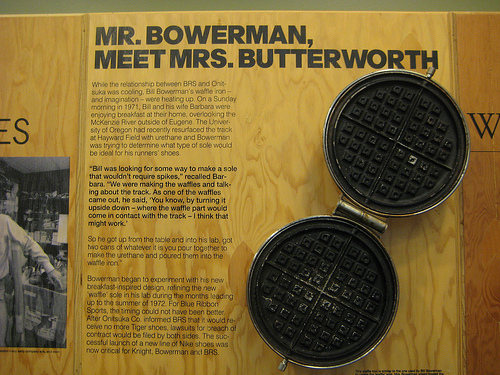 MR. BOWERMAN,
MEET MRS. BUTTERWORTH
While the relationship between BRS and Onit-
suka was cooling, Bill Bowerman's waffle iron –
and imagination – were heating up. On a Sunday
morning in 1971, Bill and his wife Barbara were
enjoying breakfast at their home, overlooking the
McKenzie River outside of Eugene. The Univer-
sity of Oregon had recently resurfaced the track
at Hayward Field with urethane and Bowerman
was trying to determine what type of sole would
be ideal for his runners' shoes.
"Bill was looking for some way to make a sole
that wouldn't require spikes," recalled Bar-
bara. "We were making the waffles and talk-
ing about the track. As one of the waffles
came out, he said, 'You know, by turning it
upside down – where the waffle part would
come in contact with the track – I think that
might work.'
So he got up from the table and into his lab, got
two cans of whatever it is you pour together to
make the urethane and poured them into the
waffle iron."
Bowerman began to experiment with his new
breakfast-inspired design, refining the new
'waffle' sole in his lab during the months leading
up to the summer of 1972. For Blue Ribbon
Sports, the timing could not have been better.
After Onitsuka Co. informed BRS that it would re-
ceive no more Tiger shoes, lawsuits for breach of
contract would be filed by both sides. The suc-
cessful launch of a new line of Nike shoes was
now critical for Knight, Bowerman and BRS.
ES
W